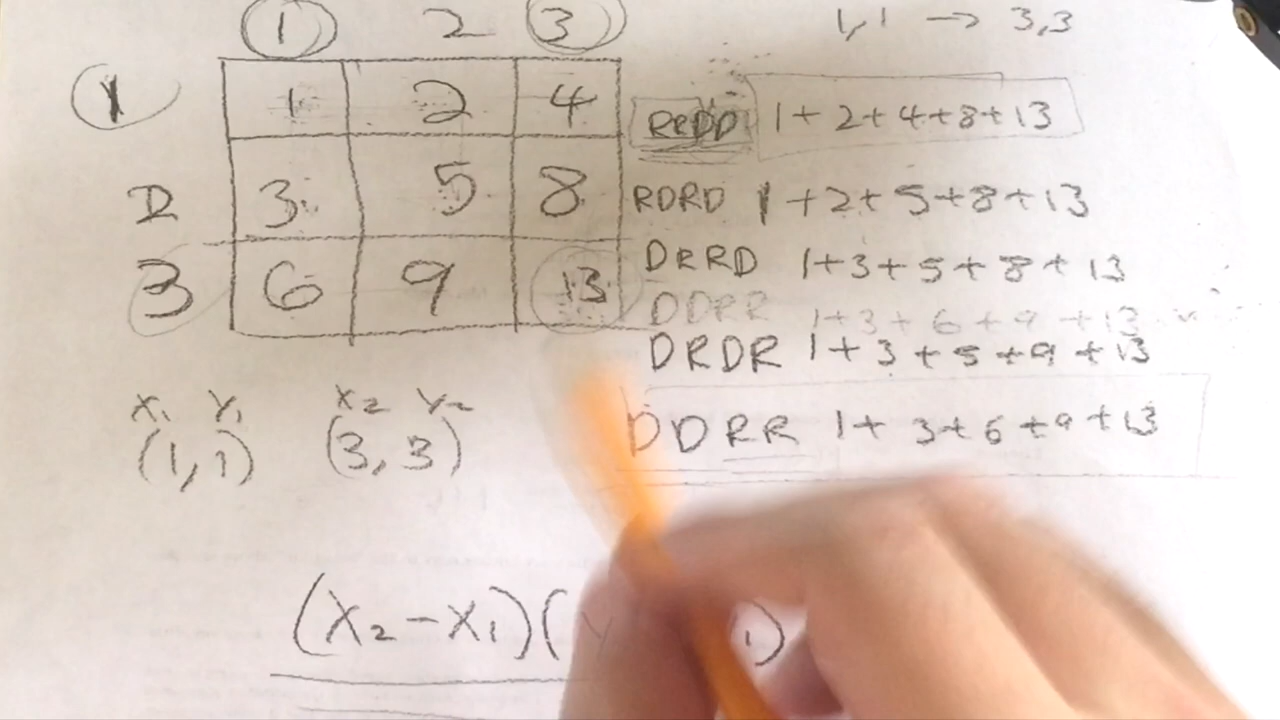 1 2 3 1,1 → 3,3
1 1 2 4 RRDD 1+2+4+8+13
2 3 5 8 RDRD 1+2+5+8+13
DRRD 1+3+5+8+13
3 6 9 13 DDRR 1+3+6+9+13
DRDR 1+3+5+9+13
x₁ y₁ x₂ y₂
(1,1) (3,3) DDRR 1+3+6+9+13
(x₂-x₁)( y ₁)